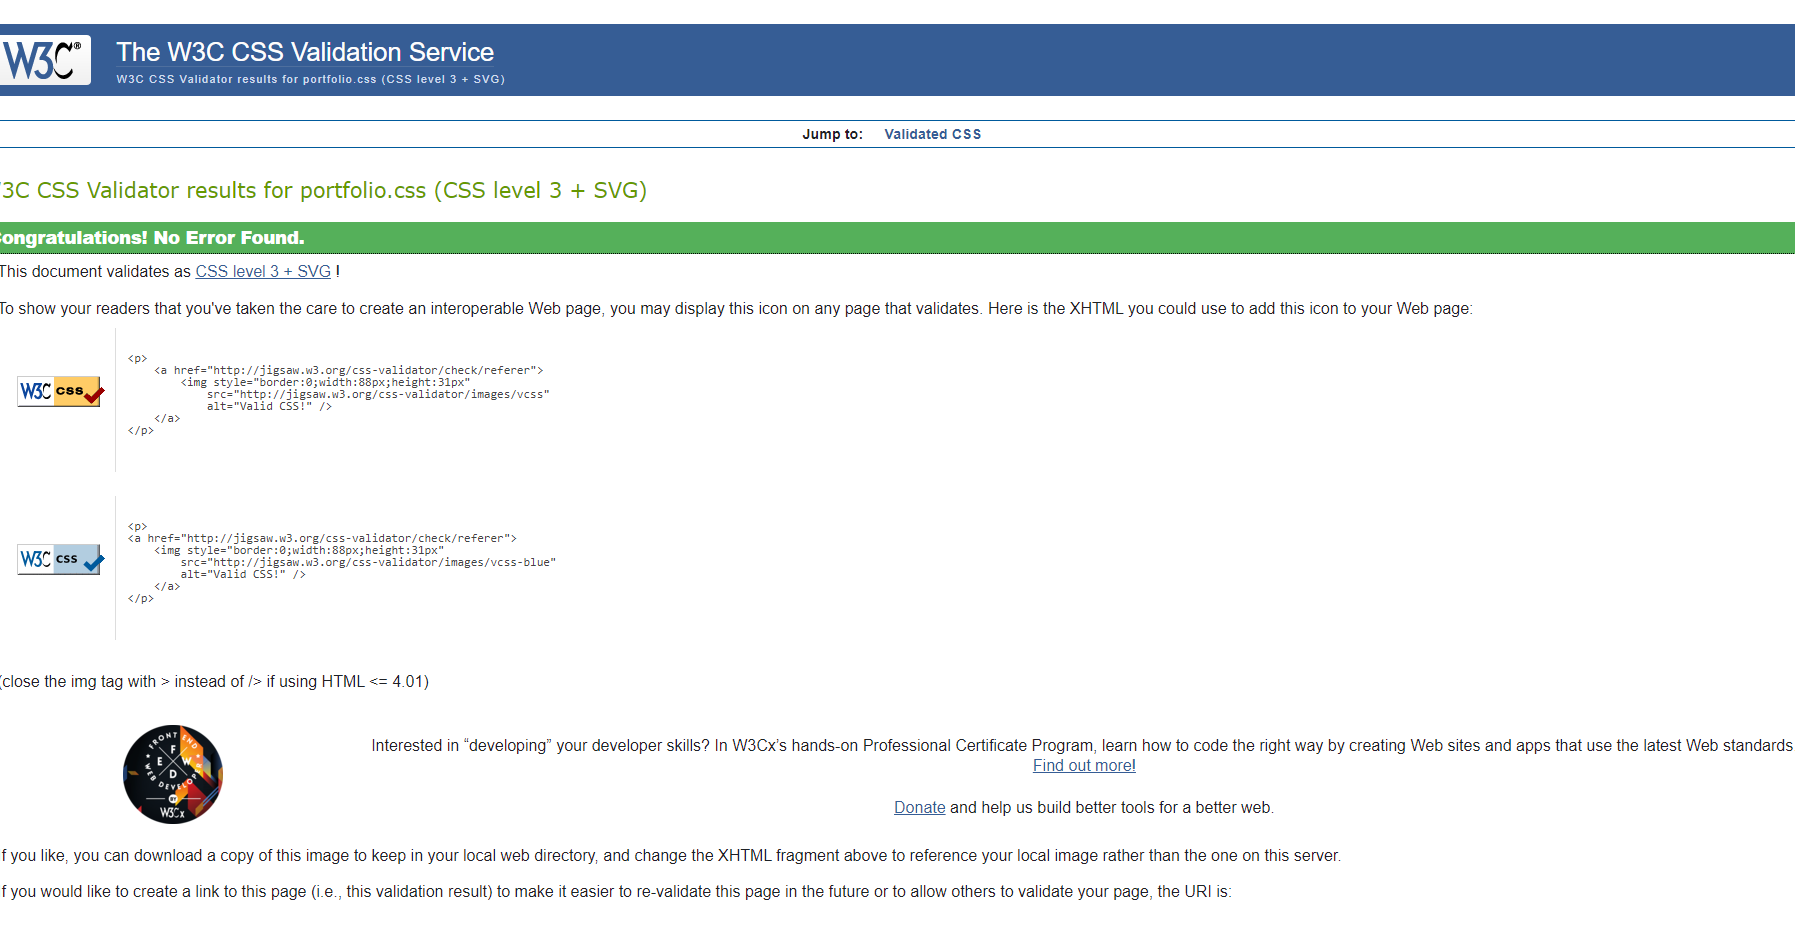 W3C®
The W3C CSS Validation Service
W3C CSS Validator results for portfolio.css (CSS level 3 + SVG)
Jump to: Validated CSS
3C CSS Validator results for portfolio.css (CSS level 3 + SVG)
ongratulations! No Error Found.
This document validates as CSS level 3 + SVG !
To show your readers that you've taken the care to create an interoperable Web page, you may display this icon on any page that validates. Here is the XHTML you could use to add this icon to your Web page:
<p>
<a href="http://jigsaw.w3.org/css-validator/check/referer">
<img style="border:0;width:88px;height:31px"
W3C css
src="http://jigsaw.w3.org/css-validator/images/vcss"
alt="Valid CSS!" />
</a>
</p>
<p>
<a href="http://jigsaw.w3.org/css-validator/check/referer">
<img style="border:0;width:88px;height:31px"
W3C css
src="http://jigsaw.w3.org/css-validator/images/vcss-blue"
alt="Valid CSS!" />
</a>
</p>
(close the img tag with > instead of /> if using HTML <= 4.01)
FRONT END
F
E W
D
WEB DEVELOPER
BY
W3Cx
Interested in “developing” your developer skills? In W3Cx’s hands-on Professional Certificate Program, learn how to code the right way by creating Web sites and apps that use the latest Web standards
Find out more!
Donate and help us build better tools for a better web.
f you like, you can download a copy of this image to keep in your local web directory, and change the XHTML fragment above to reference your local image rather than the one on this server.
f you would like to create a link to this page (i.e., this validation result) to make it easier to re-validate this page in the future or to allow others to validate your page, the URI is: